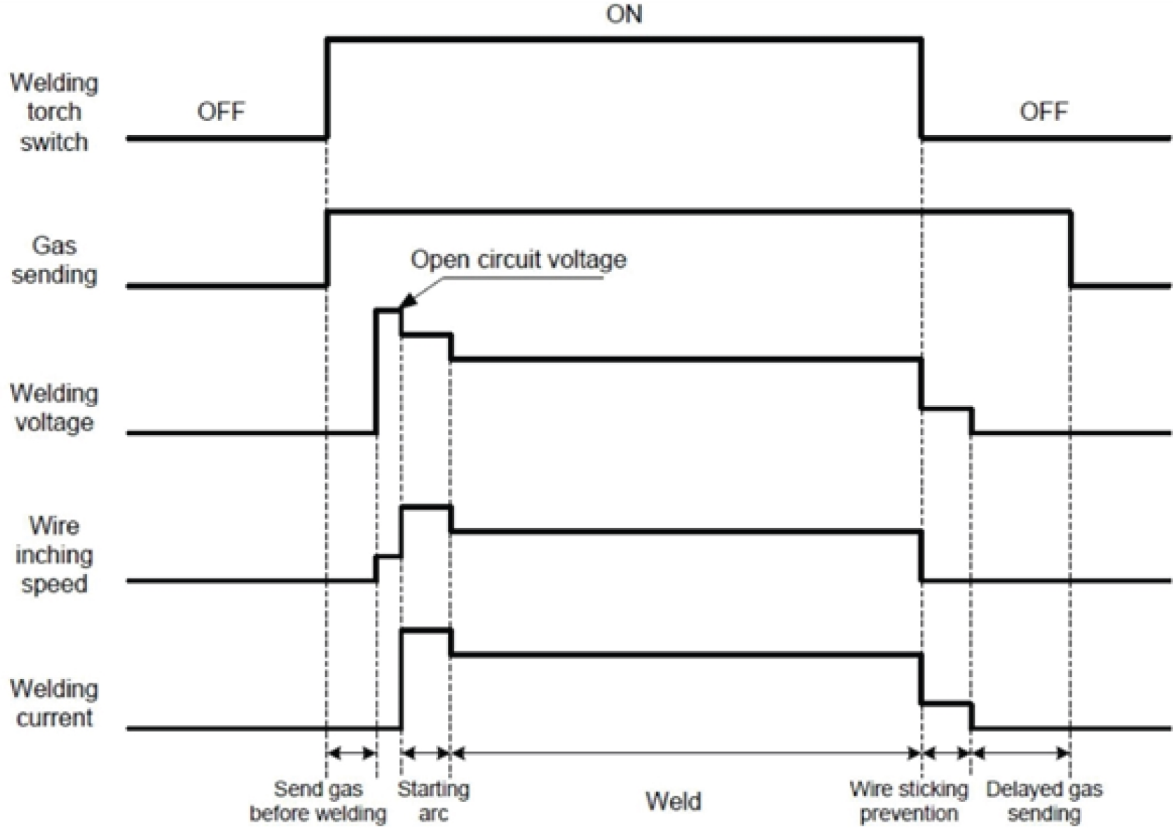 ON
Welding
torch
switch
OFF
OFF
Gas
sending
Open circuit voltage
Welding
voltage
Wire
inching
speed
Welding
current
Send gas
before welding
Starting
arc
Weld
Wire sticking
prevention
Delayed gas
sending